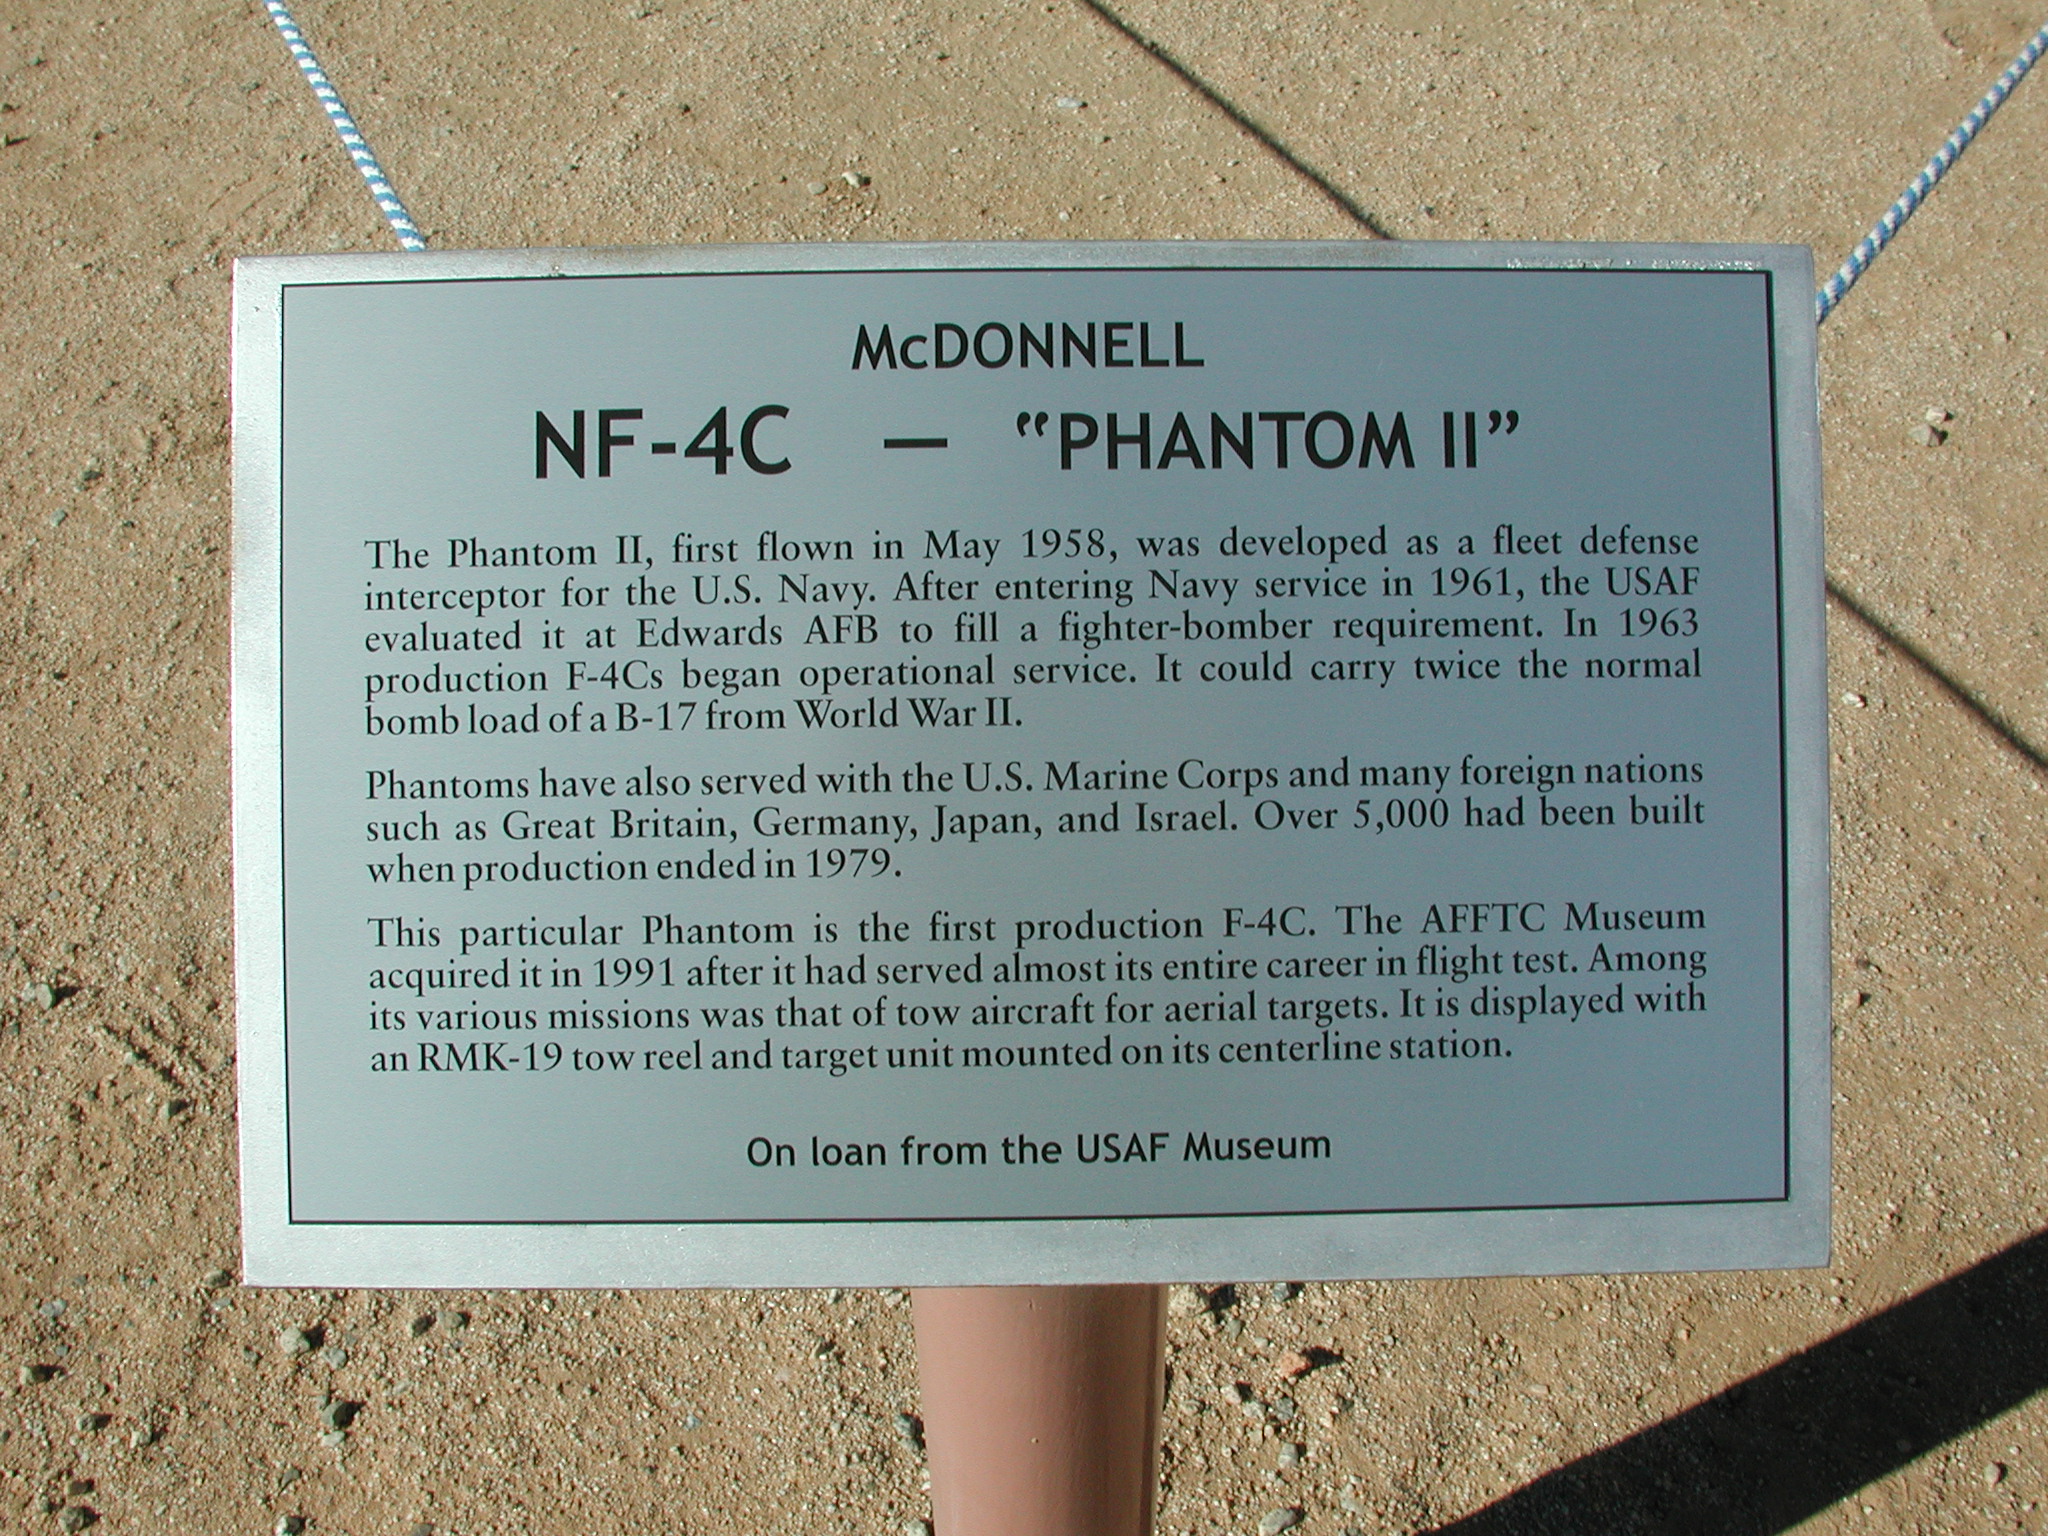 McDONNELL
NF-4C — “PHANTOM II”
The Phantom II, first flown in May 1958, was developed as a fleet defense
interceptor for the U.S. Navy. After entering Navy service in 1961, the USAF
evaluated it at Edwards AFB to fill a fighter-bomber requirement. In 1963
production F-4Cs began operational service. It could carry twice the normal
bomb load of a B-17 from World War II.
Phantoms have also served with the U.S. Marine Corps and many foreign nations
such as Great Britain, Germany, Japan, and Israel. Over 5,000 had been built
when production ended in 1979.
This particular Phantom is the first production F-4C. The AFFTC Museum
acquired it in 1991 after it had served almost its entire career in flight test. Among
its various missions was that of tow aircraft for aerial targets. It is displayed with
an RMK-19 tow reel and target unit mounted on its centerline station.
On loan from the USAF Museum